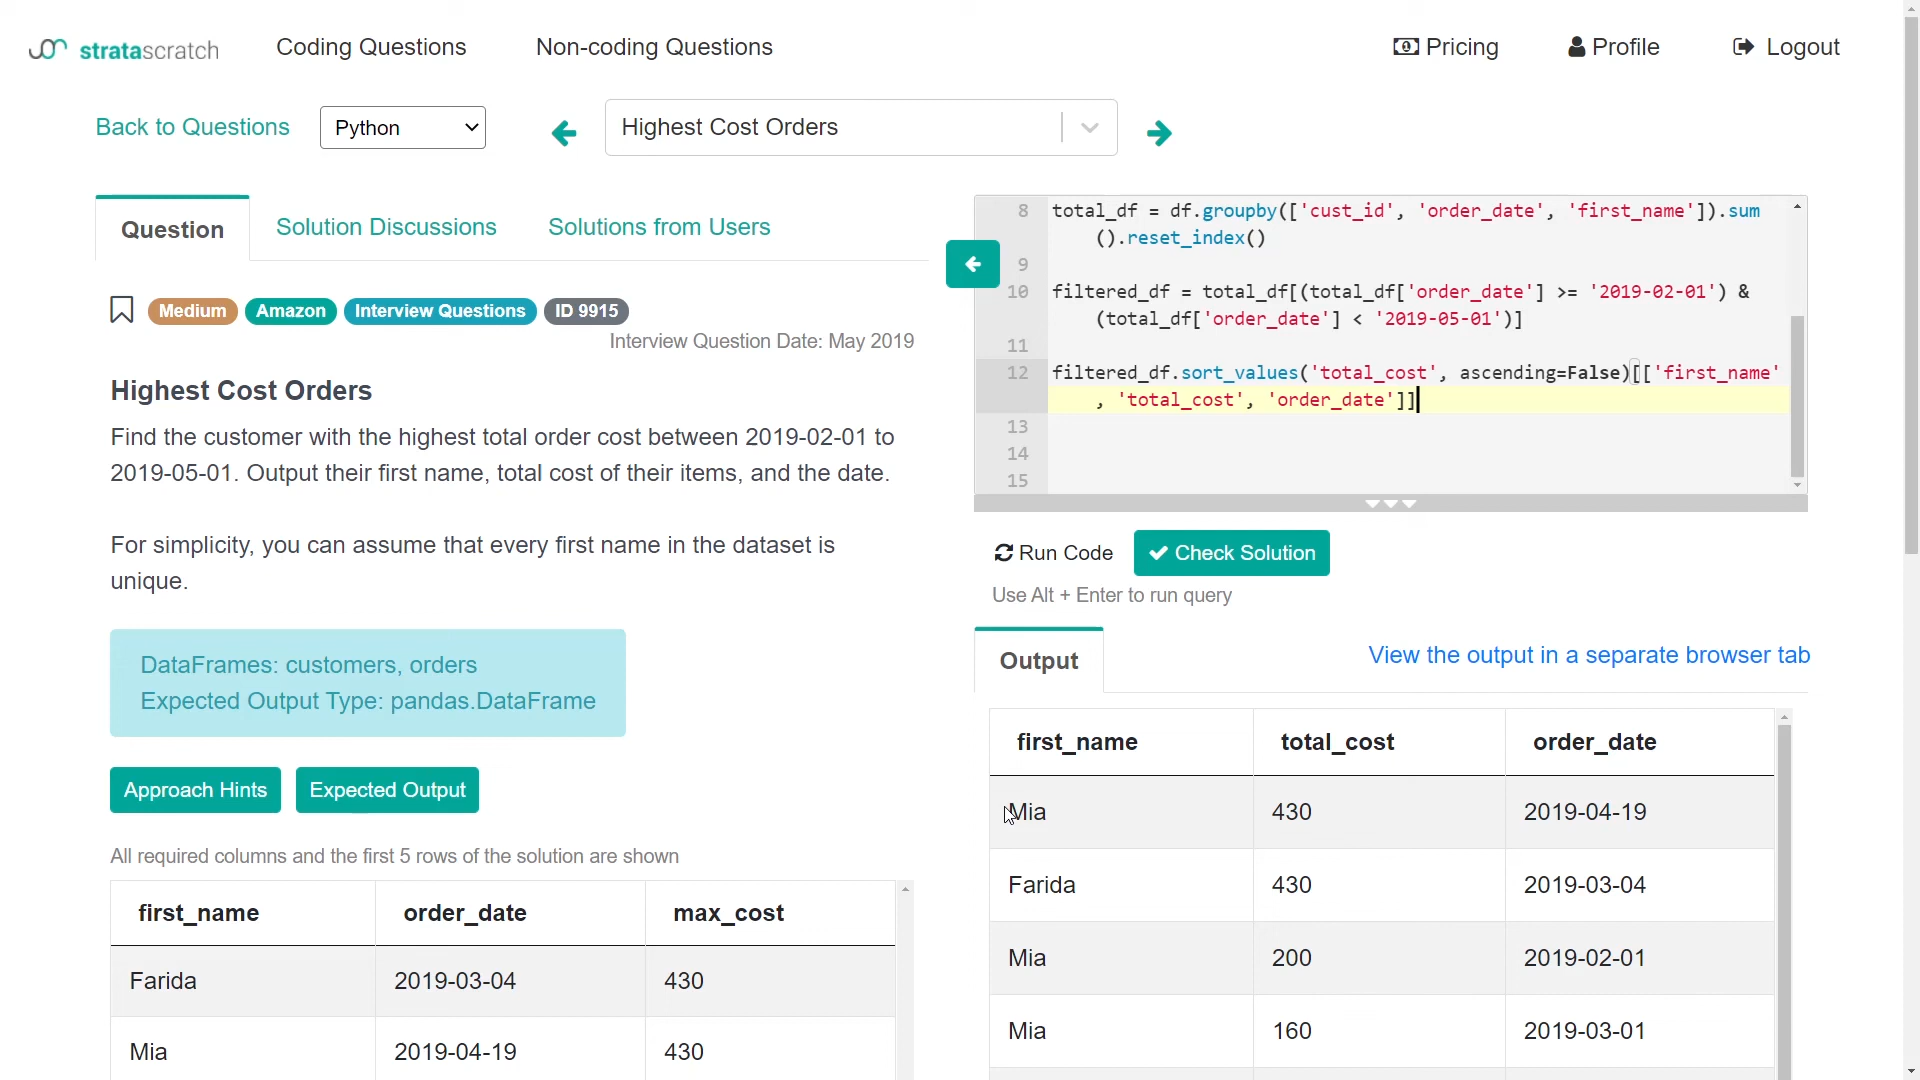 stratascratch
Coding Questions
Non-coding Questions
Pricing
Profile
Logout
Back to Questions
Python
Highest Cost Orders
Question
Solution Discussions
Solutions from Users
Medium
Amazon
Interview Questions
ID 9915
Interview Question Date: May 2019
Highest Cost Orders
Find the customer with the highest total order cost between 2019-02-01 to
2019-05-01. Output their first name, total cost of their items, and the date.
For simplicity, you can assume that every first name in the dataset is
unique.
DataFrames: customers, orders
Expected Output Type: pandas.DataFrame
Approach Hints
Expected Output
All required columns and the first 5 rows of the solution are shown
first_name order_date max_cost
Farida 2019-03-04 430
Mia 2019-04-19 430
8 total_df = df.groupby(['cust_id', 'order_date', 'first_name']).sum
().reset_index()
9
10 filtered_df = total_df[(total_df['order_date'] >= '2019-02-01') &
(total_df['order_date'] < '2019-05-01')]
11
12 filtered_df.sort_values('total_cost', ascending=False)[['first_name'
, 'total_cost', 'order_date']]
13
14
15
Run Code
Check Solution
Use Alt + Enter to run query
Output
View the output in a separate browser tab
first_name total_cost order_date
Mia 430 2019-04-19
Farida 430 2019-03-04
Mia 200 2019-02-01
Mia 160 2019-03-01